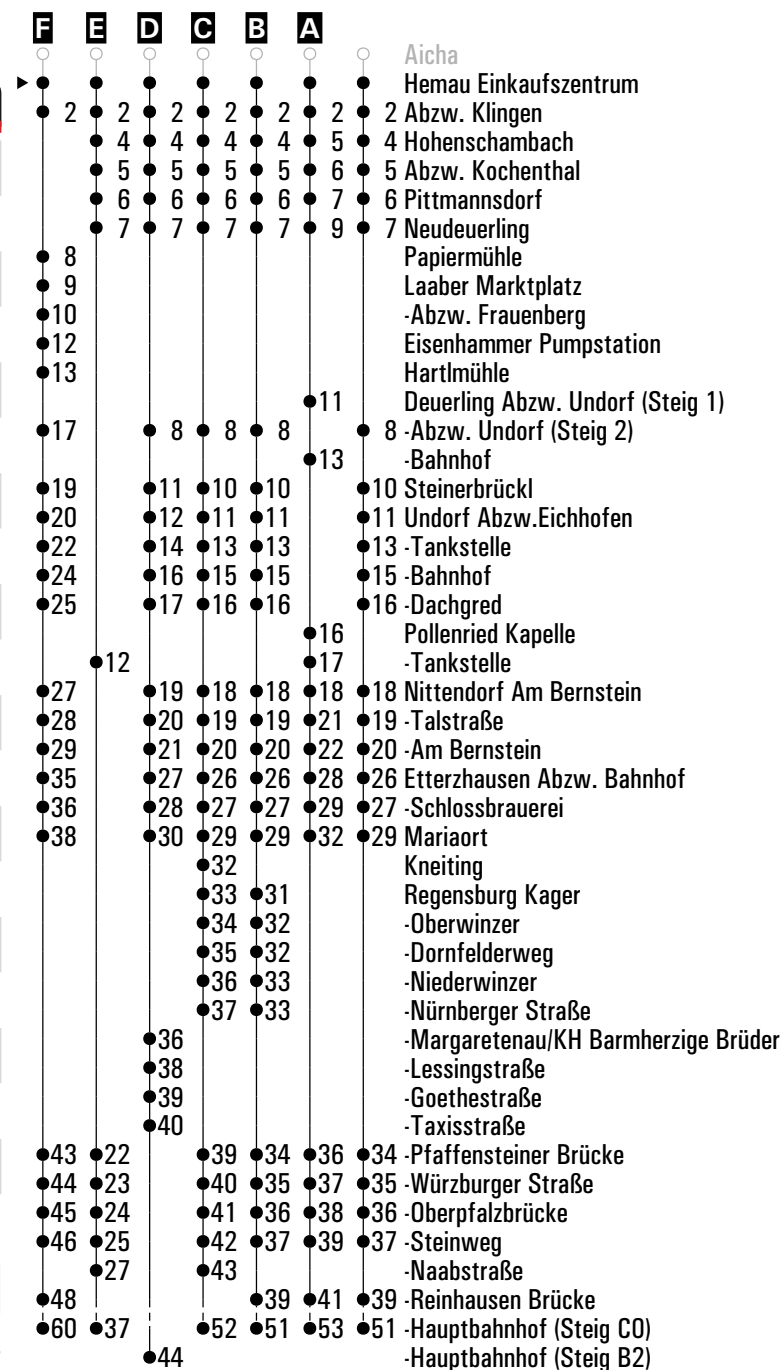 F E D C B A
Aicha
Hemau Einkaufszentrum
2 2 2 2 2 2 2 Abzw. Klingen
4 4 4 4 5 4 Hohenschambach
5 5 5 5 6 5 Abzw. Kochenthal
6 6 6 6 7 6 Pittmannsdorf
7 7 7 7 9 7 Neudeuerling
8 Papiermühle
9 Laaber Marktplatz
10 -Abzw. Frauenberg
12 Eisenhammer Pumpstation
13 Hartlmühle
11 Deuerling Abzw. Undorf (Steig 1)
17 8 8 8 8 -Abzw. Undorf (Steig 2)
13 -Bahnhof
19 11 10 10 10 Steinerbrückl
20 12 11 11 11 Undorf Abzw.Eichhofen
22 14 13 13 13 -Tankstelle
24 16 15 15 15 -Bahnhof
25 17 16 16 16 -Dachgred
16 Pollenried Kapelle
12 17 -Tankstelle
27 19 18 18 18 18 Nittendorf Am Bernstein
28 20 19 19 21 19 -Talstraße
29 21 20 20 22 20 -Am Bernstein
35 27 26 26 28 26 Etterzhausen Abzw. Bahnhof
36 28 27 27 29 27 -Schlossbrauerei
38 30 29 29 32 29 Mariaort
32 Kneiting
33 31 Regensburg Kager
34 32 -Oberwinzer
35 32 -Dornfelderweg
36 33 -Niederwinzer
37 33 -Nürnberger Straße
36 -Margaretenau/KH Barmherzige Brüder
38 -Lessingstraße
39 -Goethestraße
40 -Taxisstraße
43 22 39 34 36 34 -Pfaffensteiner Brücke
44 23 40 35 37 35 -Würzburger Straße
45 24 41 36 38 36 -Oberpfalzbrücke
46 25 42 37 39 37 -Steinweg
27 43 -Naabstraße
48 39 41 39 -Reinhausen Brücke
60 37 52 51 53 51 -Hauptbahnhof (Steig C0)
44 -Hauptbahnhof (Steig B2)